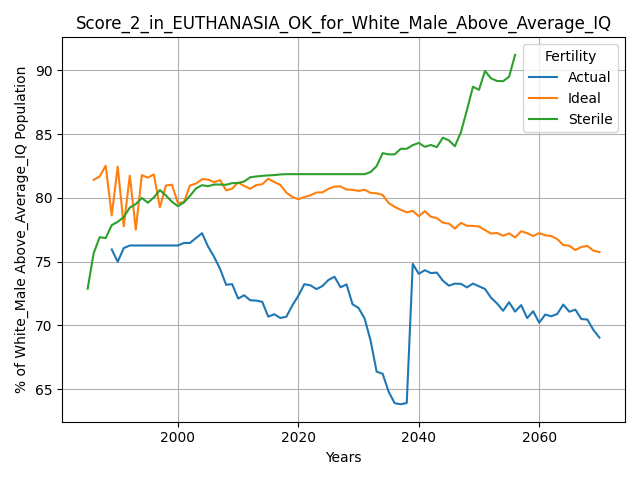 Score_2_in_EUTHANASIA_OK_for_White_Male_Above_Average_IQ
% of White_Male_Above_Average_IQ Population
90
85
80
75
70
65
Fertility
Actual
Ideal
Sterile
2000
2020
2040
2060
Years